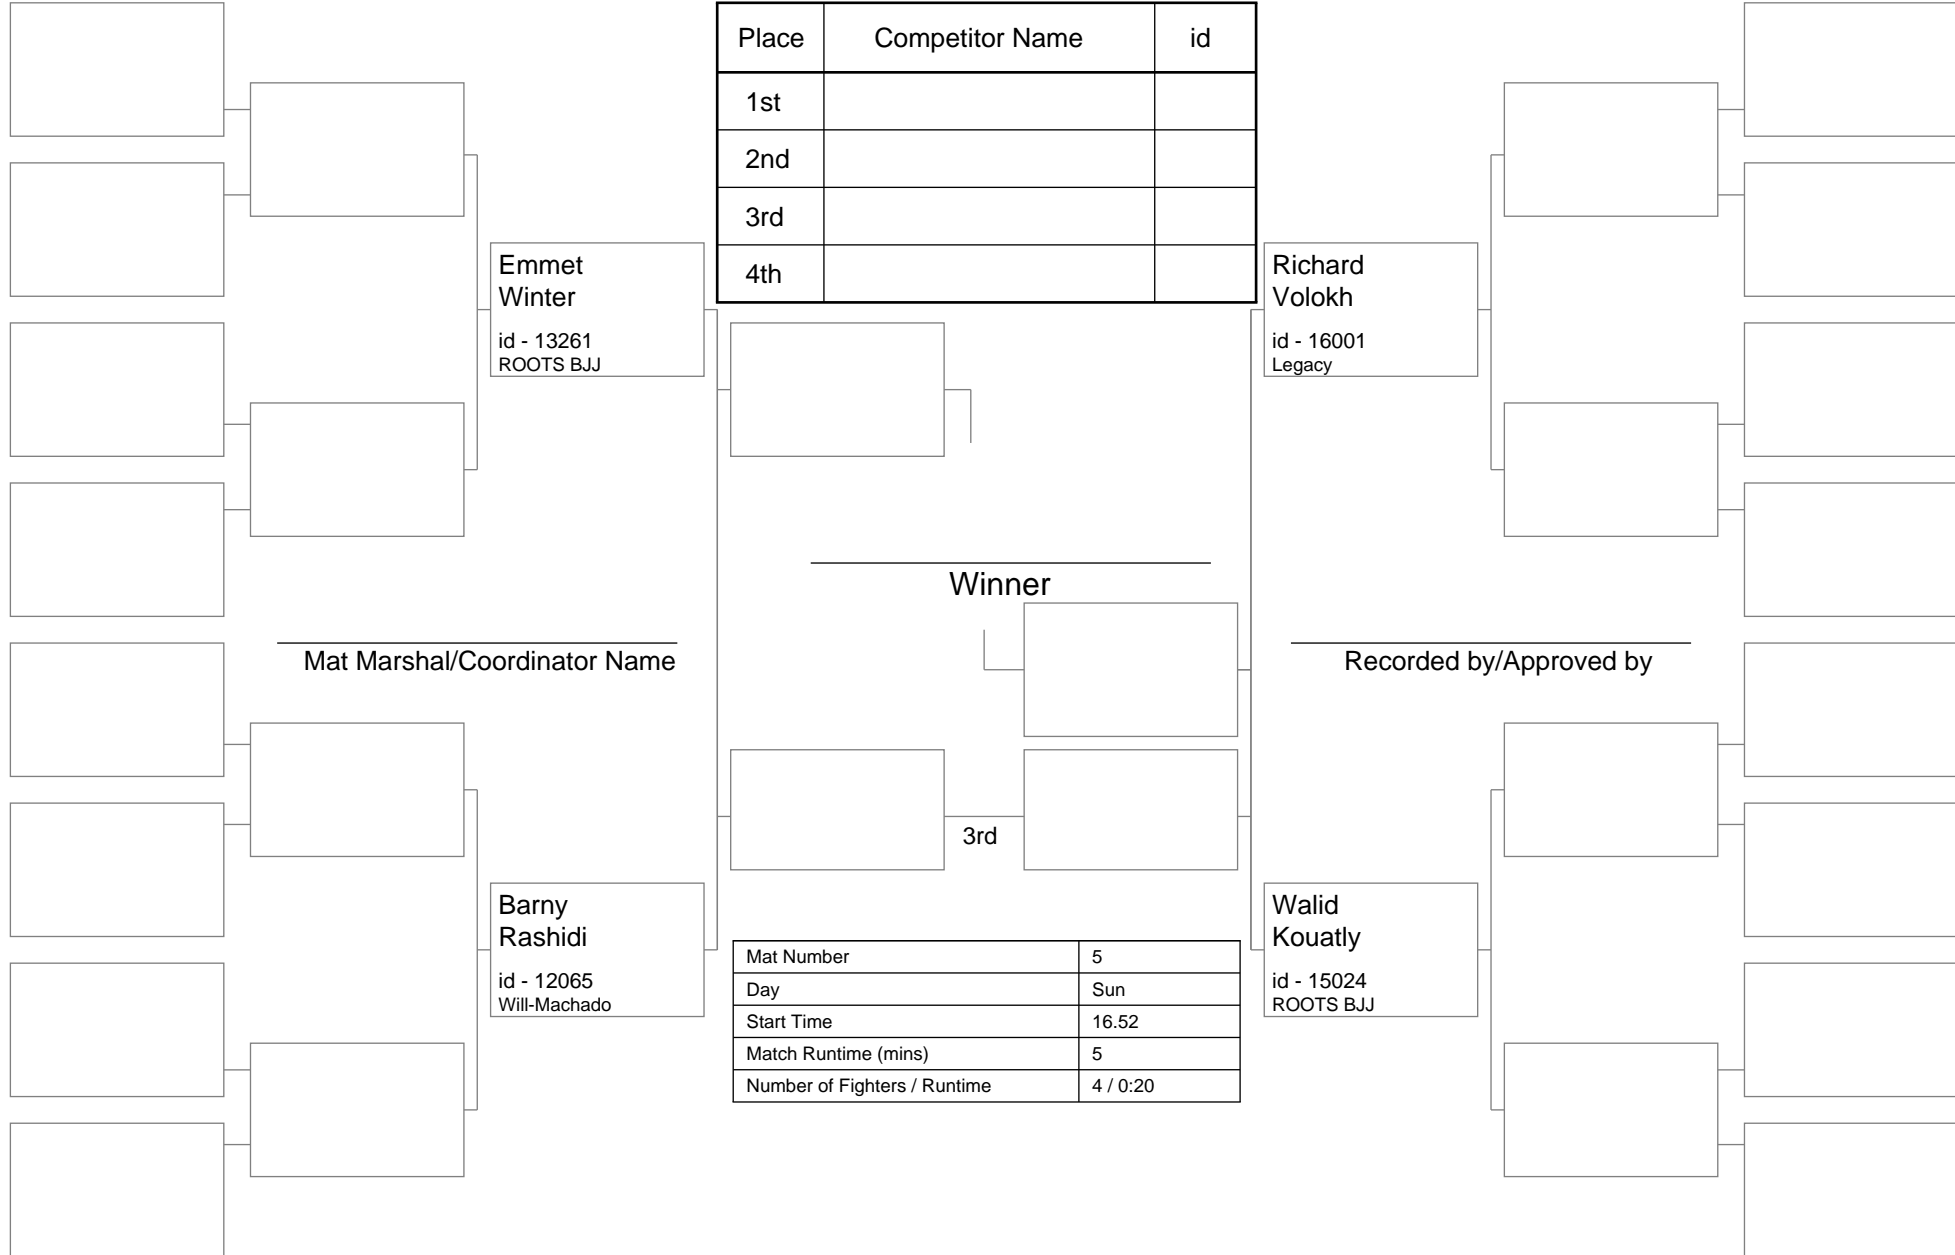 Place Competitor Name id
1st
2nd
3rd
4th
Emmet
Winter
id - 13261
ROOTS BJJ
Richard
Volokh
id - 16001
Legacy
Winner
Mat Marshal/Coordinator Name
Recorded by/Approved by
3rd
Barny
Rashidi
id - 12065
Will-Machado
Walid
Kouatly
id - 15024
ROOTS BJJ
Mat Number 5
Day Sun
Start Time 16.52
Match Runtime (mins) 5
Number of Fighters / Runtime 4 / 0:20